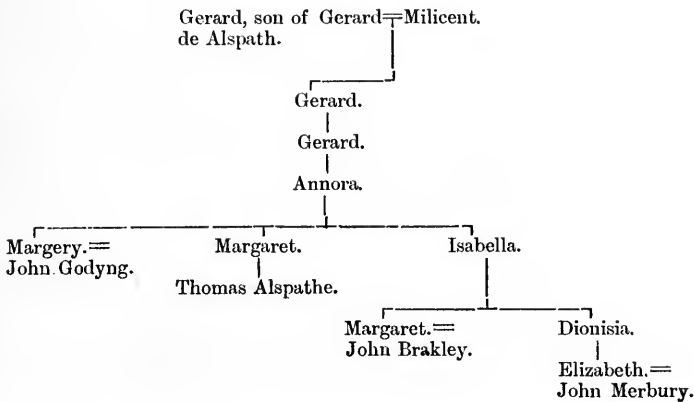 Gerard, son of Gerard=Milicent.
de Alspath.
Gerard.
Gerard.
Annora.
Margery.= Margaret. Isabella.
John Godyng.
Thomas Alspathe.
Margaret.= Dionisia.
John Brakley.
Elizabeth.=
John Merbury.